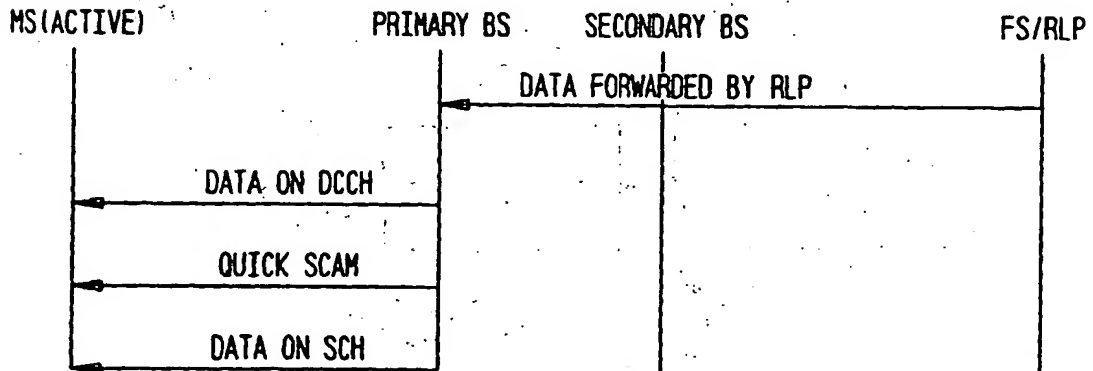 MS(ACTIVE) PRIMARY BS SECONDARY BS FS/RLP
DATA FORWARDED BY RLP
DATA ON DCCH
QUICK SCAM
DATA ON SCH